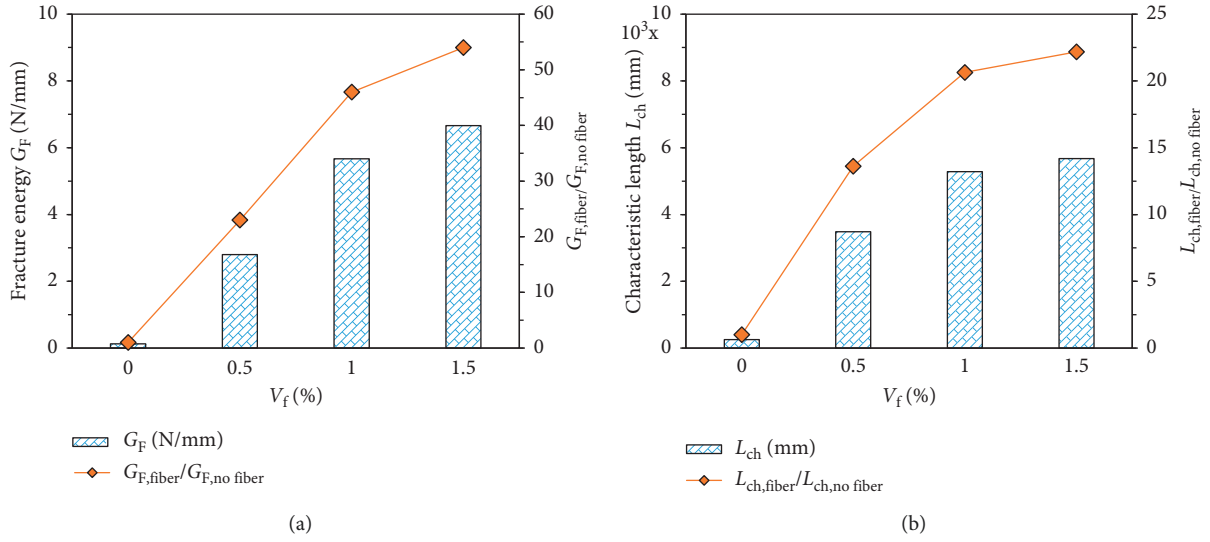 Fracture energy G_F (N/mm)
10
8
6
4
2
0
60
50
40
30
20
10
0
G_F,fiber/G_F,no fiber
0 0.5 1 1.5
V_f (%)
G_F (N/mm)
G_F,fiber/G_F,no fiber
(a)
Characteristic length L_ch (mm)
10 10³x
8
6
4
2
0
25
20
15
10
5
0
L_ch,fiber/L_ch,no fiber
0 0.5 1 1.5
V_f (%)
L_ch (mm)
L_ch,fiber/L_ch,no fiber
(b)